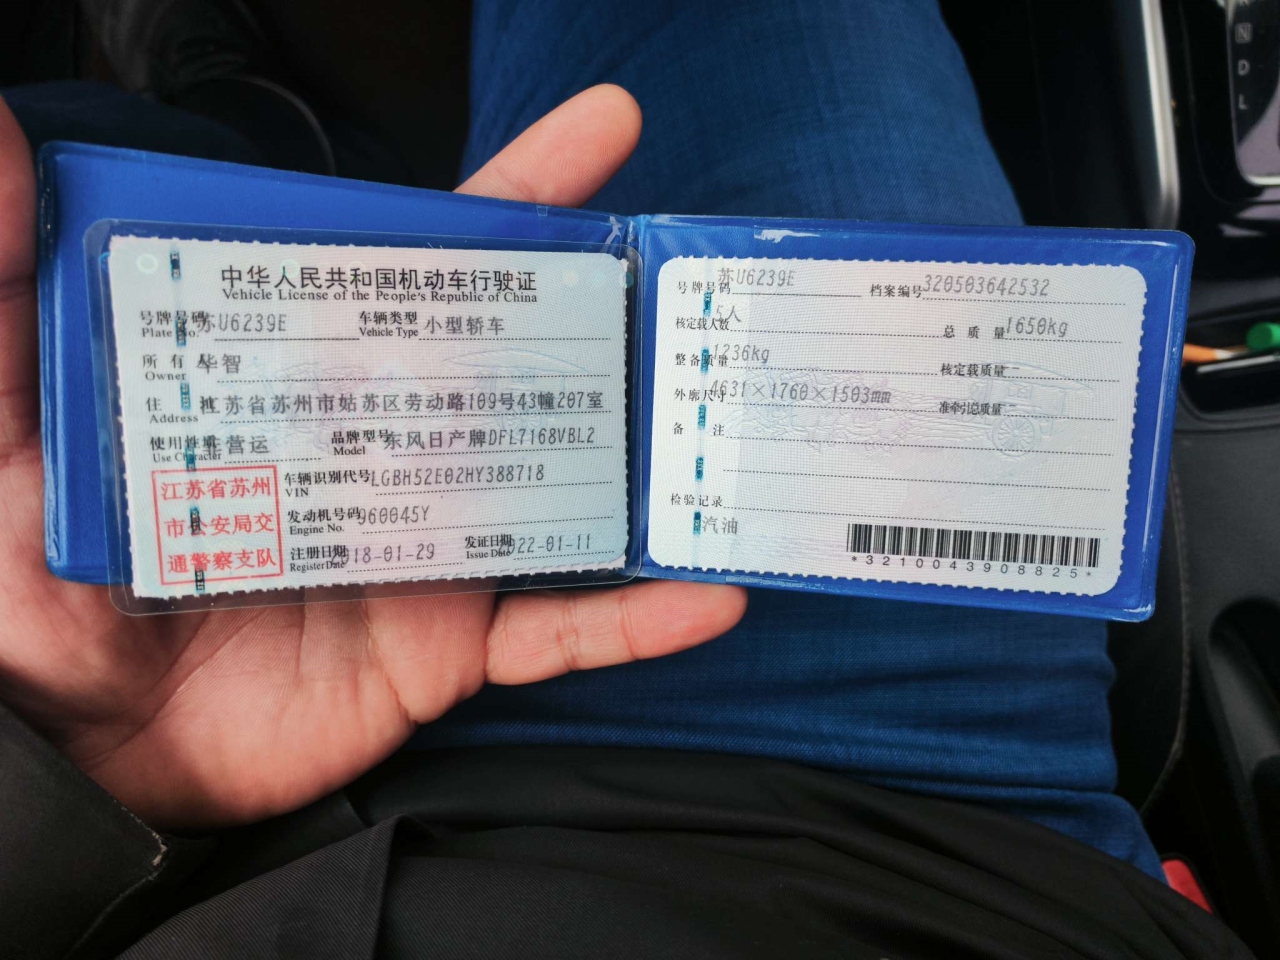 中华人民共和国机动车行驶证
Vehicle License of the People's Republic of China
号牌号码 苏U6239E 车辆类型 小型轿车
Plate No. Vehicle Type
所有人 华智
Owner
住址 江苏省苏州市姑苏区劳动路109号43幢207室
Address
使用性质 非营运 品牌型号 东风日产牌DFL7168VBL2
Use Character Model
江苏省苏州
市公安局交
通警察支队
车辆识别代号 LGBH52E02HY388718
VIN
发动机号码 960045Y
Engine No.
注册日期 2018-01-29 发证日期 2022-01-11
Register Date Issue Date
号牌号码 苏U6239E 档案编号 320503642532
核定载人数 5人 总质量 1650kg
整备质量 1236kg 核定载质量 --
外廓尺寸 4631×1760×1503mm 准牵引总质量
备注
检验记录
汽油
*3210043908825*
N
D
L